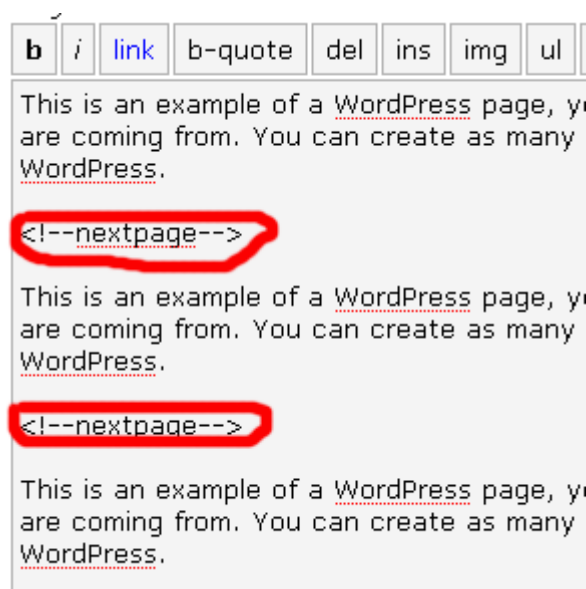 b i link b-quote del ins img ul
This is an example of a WordPress page,
are coming from. You can create as many
WordPress.
<!--nextpage-->
This is an example of a WordPress page,
are coming from. You can create as many
WordPress.
<!--nextpage-->
This is an example of a WordPress page,
are coming from. You can create as many
WordPress.